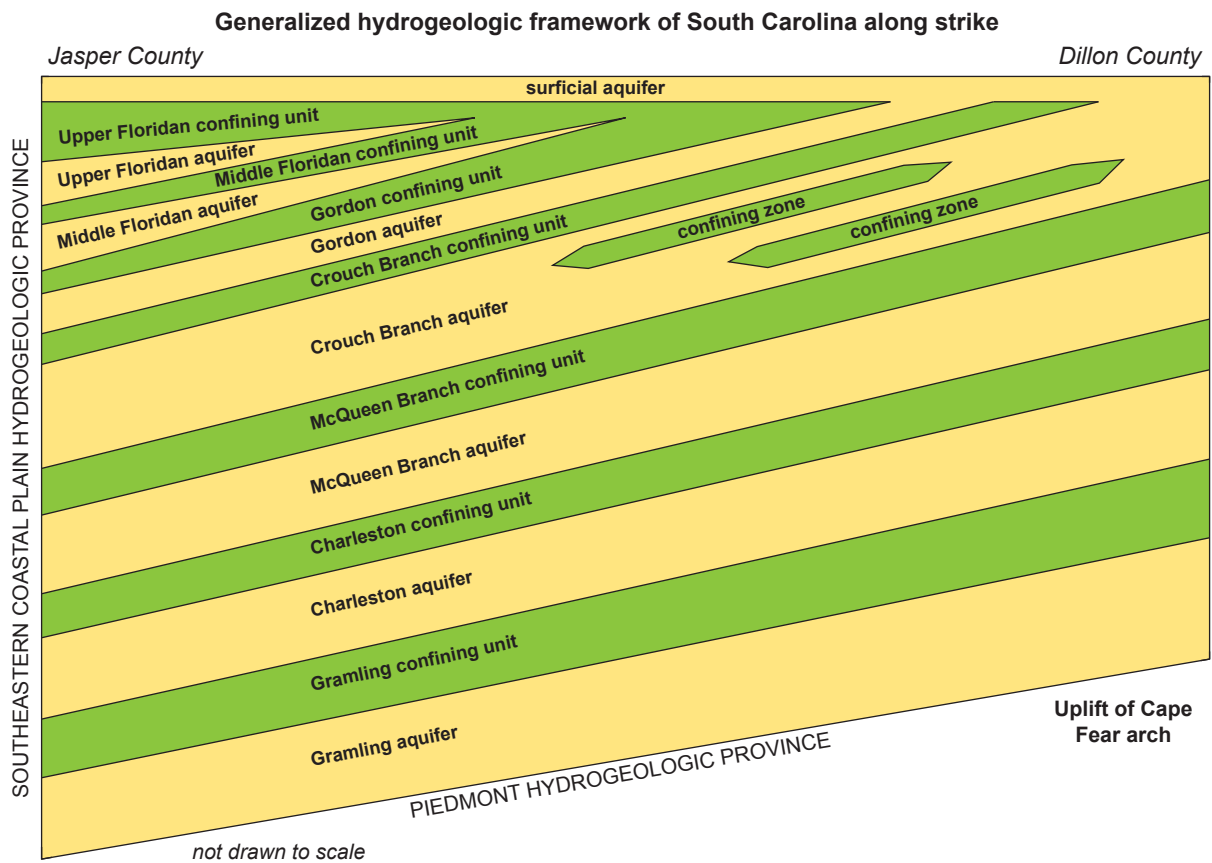 Generalized hydrogeologic framework of South Carolina along strike
Jasper County
Dillon County
surficial aquifer
Upper Floridan confining unit
Upper Floridan aquifer
Middle Floridan confining unit
Middle Floridan aquifer
Gordon confining unit
Gordon aquifer
Crouch Branch confining unit
confining zone
confining zone
Crouch Branch aquifer
McQueen Branch confining unit
McQueen Branch aquifer
Charleston confining unit
Charleston aquifer
Gramling confining unit
Gramling aquifer
SOUTHEASTERN COASTAL PLAIN HYDROGEOLOGIC PROVINCE
PIEDMONT HYDROGEOLOGIC PROVINCE
Uplift of Cape
Fear arch
not drawn to scale